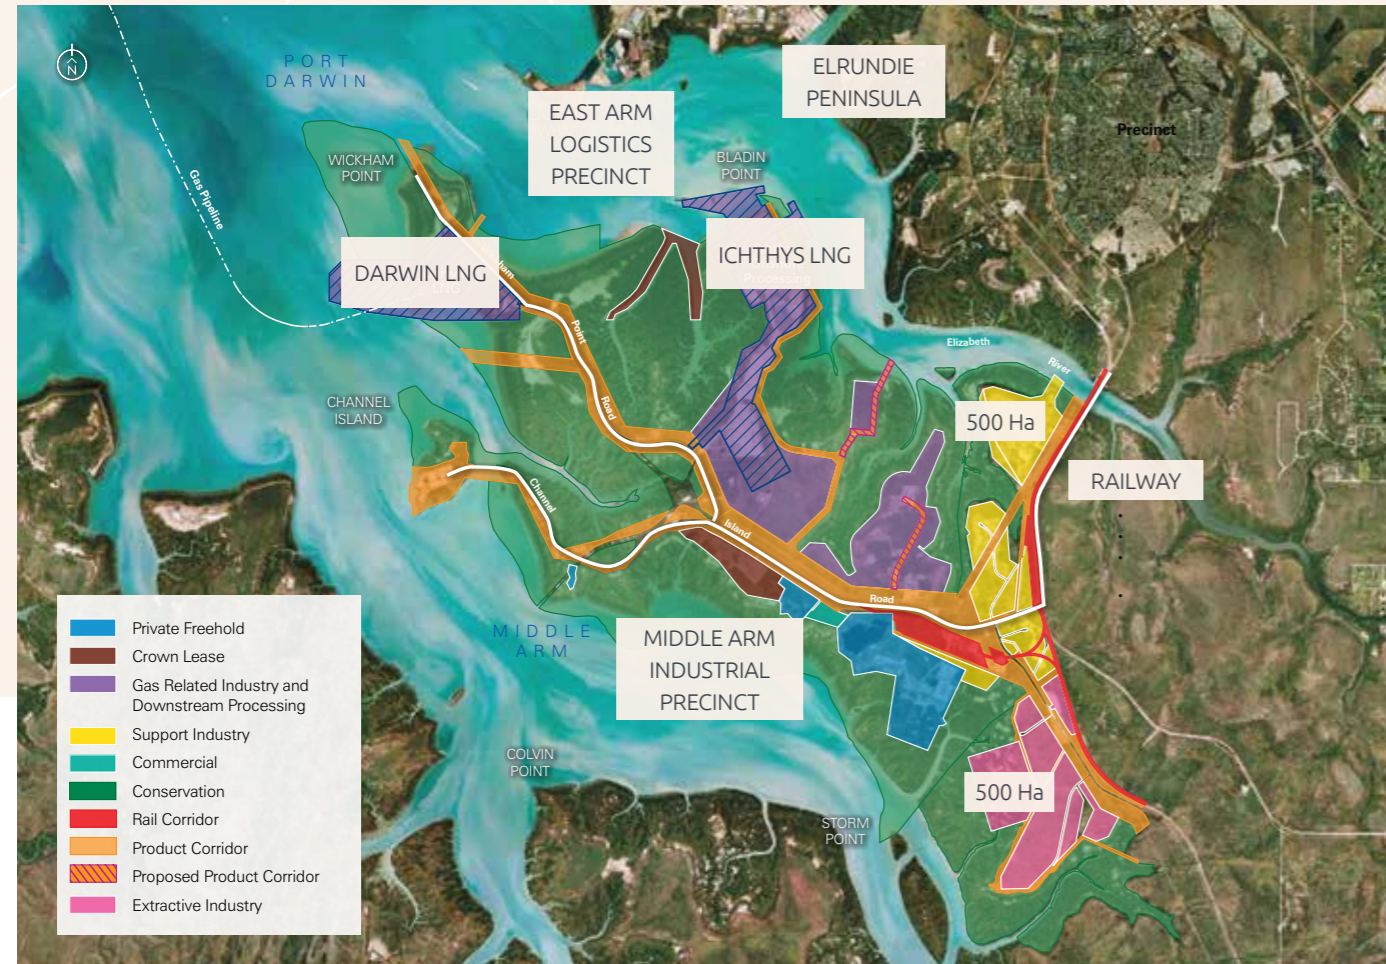 N
PORT
DARWIN
ELRUNDIE
PENINSULA
EAST ARM
LOGISTICS
PRECINCT
Precinct
WICKHAM
POINT
BLADIN
POINT
Gas Pipeline
DARWIN LNG
ICHTHYS LNG
Processing
Point
Road
Elizabeth
River
CHANNEL
ISLAND
500 Ha
RAILWAY
Channel
Island
Road
MIDDLE
ARM
MIDDLE ARM
INDUSTRIAL
PRECINCT
COLVIN
POINT
500 Ha
STORM
POINT
Private Freehold
Crown Lease
Gas Related Industry and
Downstream Processing
Support Industry
Commercial
Conservation
Rail Corridor
Product Corridor
Proposed Product Corridor
Extractive Industry